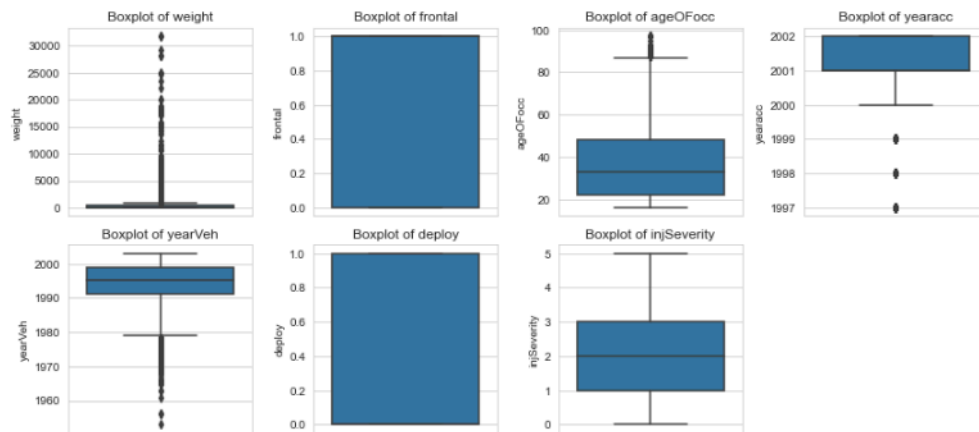 Boxplot of weight
30000
25000
20000
15000
10000
5000
0
weight
Boxplot of frontal
1.0
0.8
0.6
0.4
0.2
0.0
frontal
Boxplot of ageOFocc
100
80
60
40
20
ageOFocc
Boxplot of yearacc
2002
2001
2000
1999
1998
1997
yearacc
Boxplot of yearVeh
2000
1990
1980
1970
1960
yearVeh
Boxplot of deploy
1.0
0.8
0.6
0.4
0.2
0.0
deploy
Boxplot of injSeverity
5
4
3
2
1
0
injSeverity